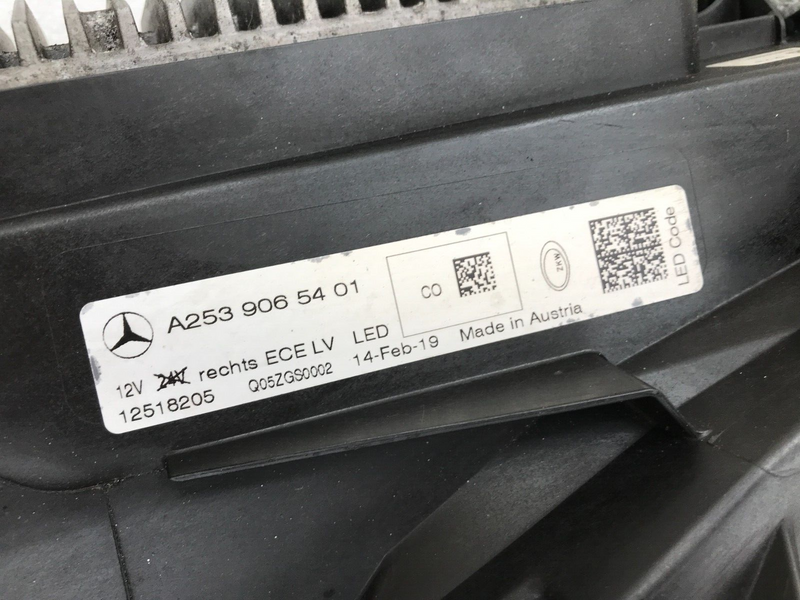 A253 906 54 01
CO
ZKW
LED Code
12V 24V rechts ECE LV LED
12518205 Q05ZGS0002 14-Feb-19 Made in Austria